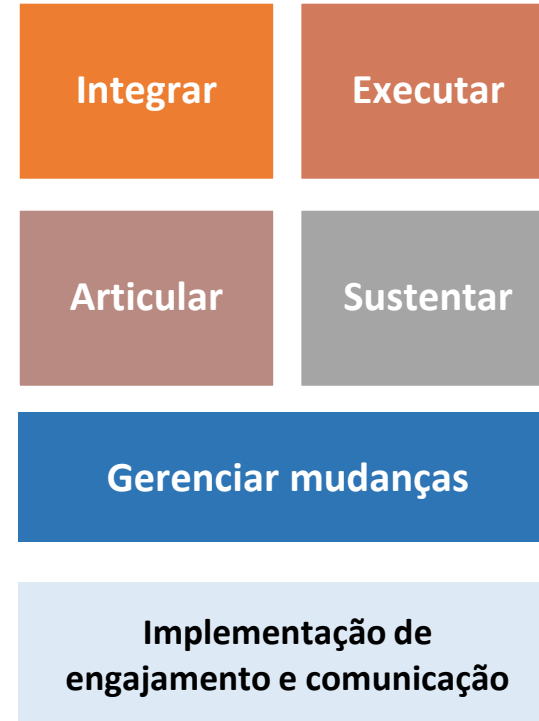 Integrar
Executar
Articular
Sustentar
Gerenciar mudanças
Implementação de
engajamento e comunicação